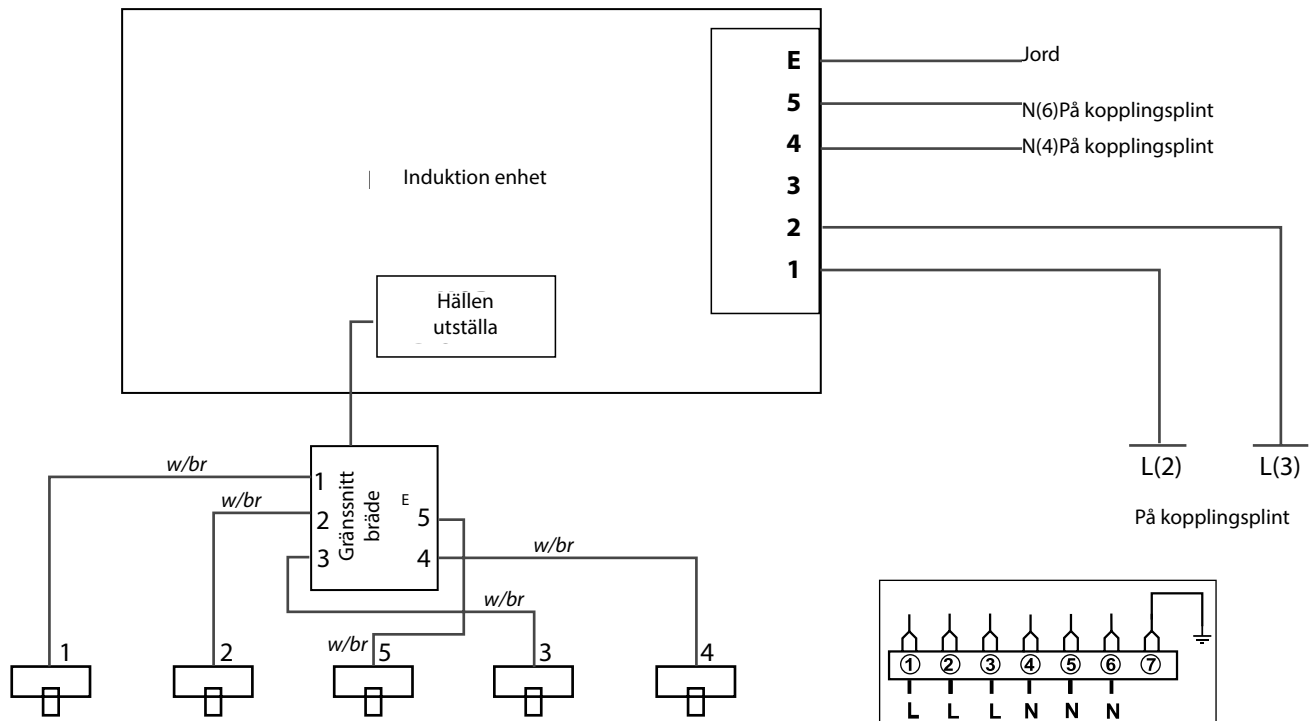 E
Jord
5
N(6)På kopplingsplint
4
N(4)På kopplingsplint
3
Induktion enhet
2
1
Hällen
utställa
L(2) L(3)
På kopplingsplint
w/br
w/br
1
2
3
Gränssnitt
bräde
E
5
4
w/br
w/br
w/br
1 2 5 3 4
1 2 3 4 5 6 7
L L L N N N